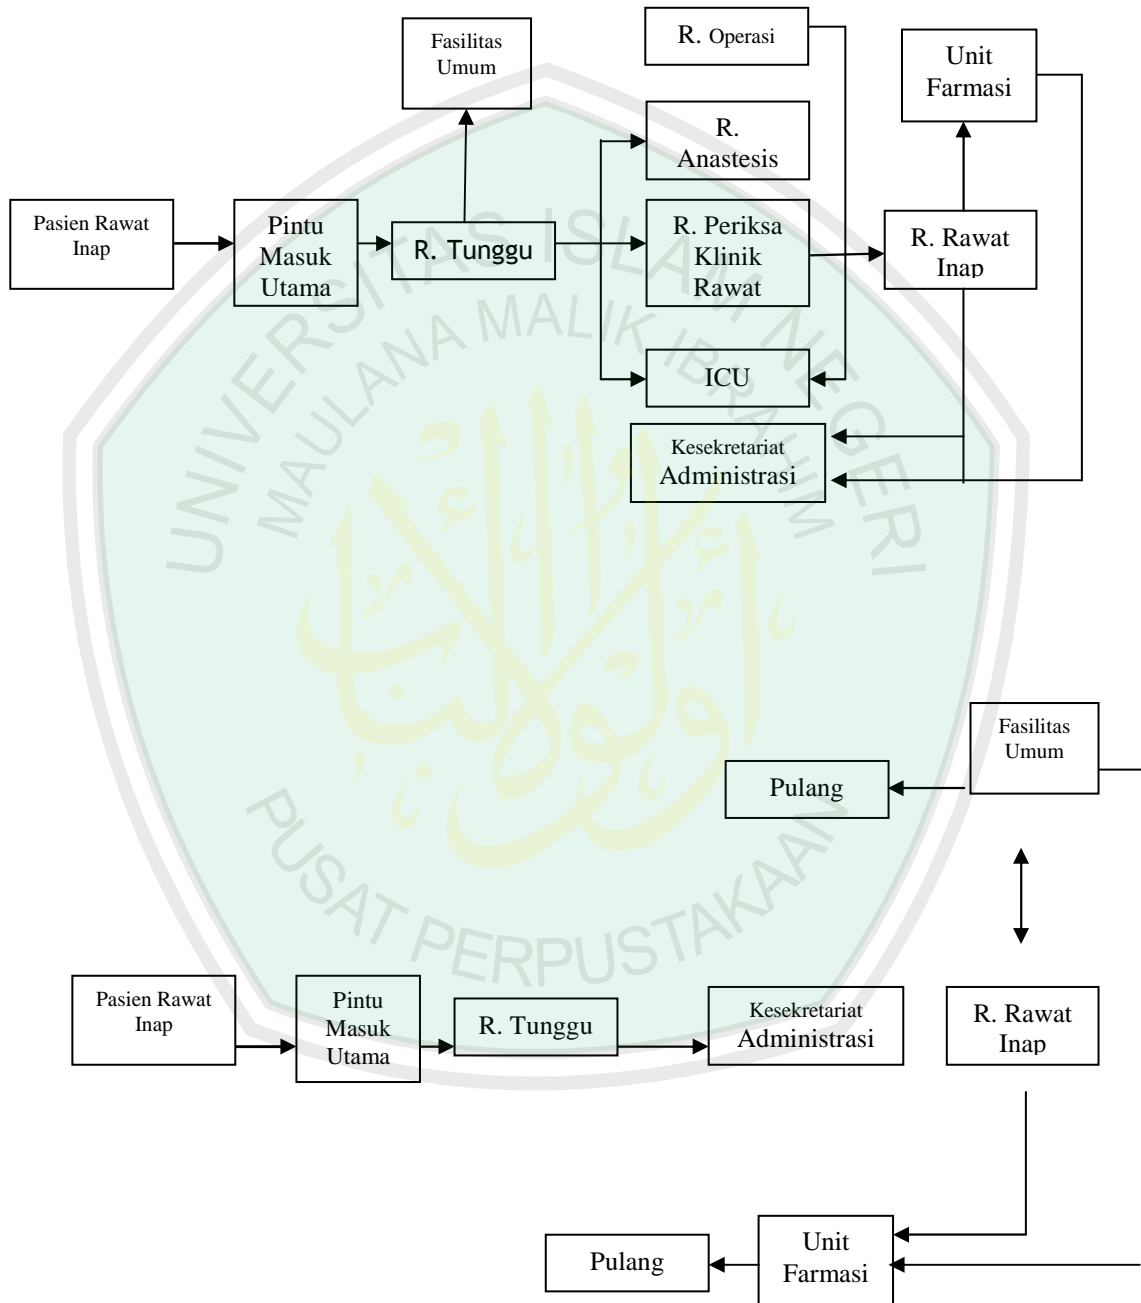 Fasilitas
Umum
R. Operasi
Unit
Farmasi
R.
Anastesis
Pasien Rawat
Inap
Pintu
Masuk
Utama
R. Tunggu
R. Periksa
Klinik
Rawat
R. Rawat
Inap
ICU
Kesekretariat
Administrasi
UNIVERSITAS ISLAM NEGERI
MAULANA MALIK IBRAHIM
Fasilitas
Umum
Pulang
PUSAT PERPUSTAKAAN
Pasien Rawat
Inap
Pintu
Masuk
Utama
R. Tunggu
Kesekretariat
Administrasi
R. Rawat
Inap
Pulang
Unit
Farmasi